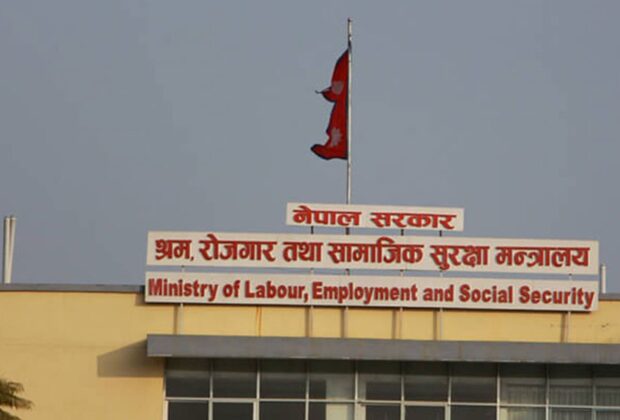 नेपाल सरकार
श्रम, रोजगार तथा सामाजिक सुरक्षा मन्त्रालय
Ministry of Labour, Employment and Social Security